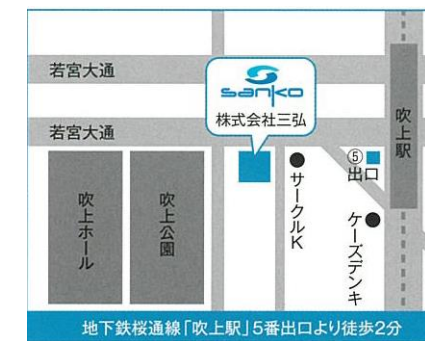 若宮大通
sanko
株式会社三弘
若宮大通
吹上駅
⑤
出口
サークルK
ケーズデンキ
吹上ホール
吹上公園
地下鉄桜通線「吹上駅」5番出口より徒歩2分